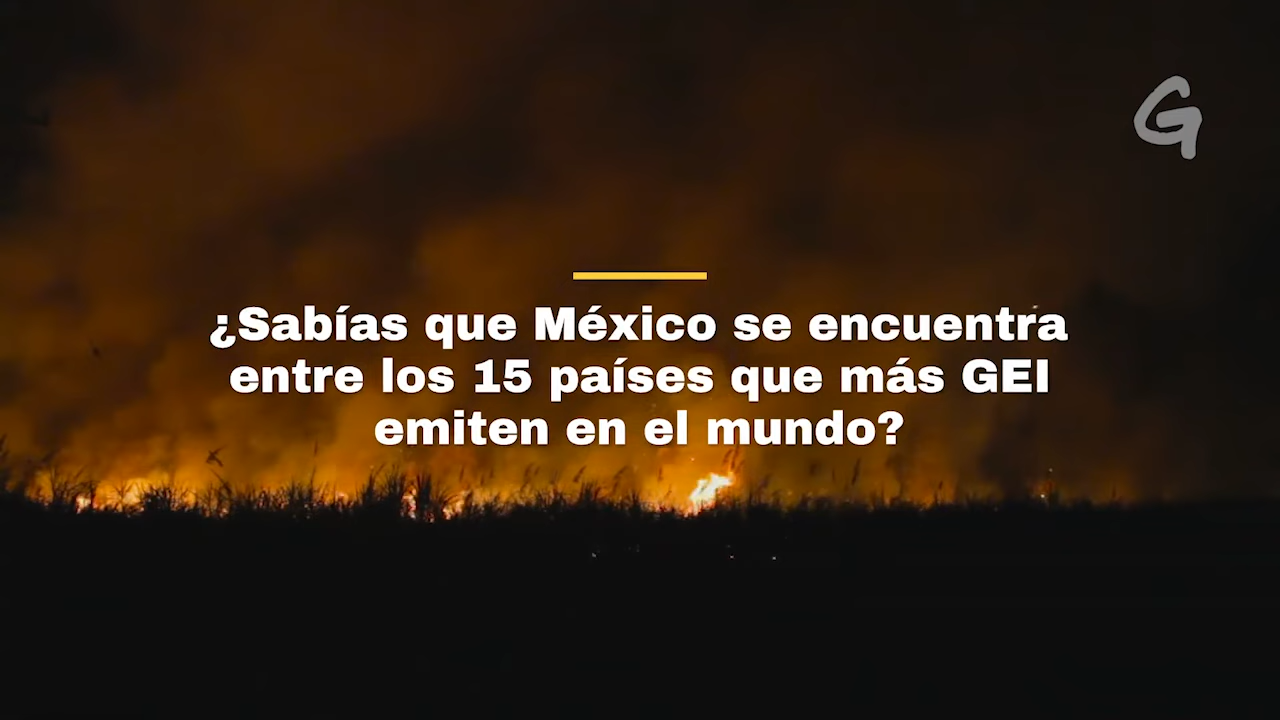 ¿Sabías que México se encuentra
entre los 15 países que más GEI
emiten en el mundo?